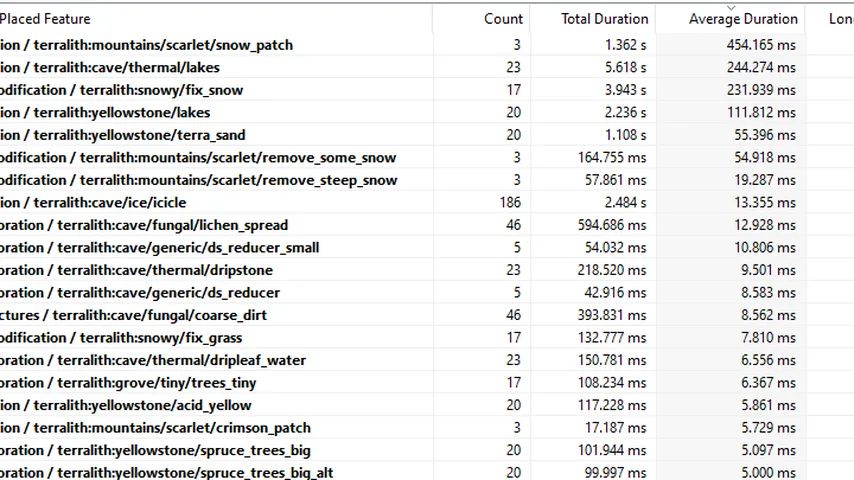 Placed Feature Count Total Duration Average Duration Lon
ion / terralith:mountains/scarlet/snow_patch 3 1.362 s 454.165 ms
ion / terralith:cave/thermal/lakes 23 5.618 s 244.274 ms
odification / terralith:snowy/fix_snow 17 3.943 s 231.939 ms
ion / terralith:yellowstone/lakes 20 2.236 s 111.812 ms
ion / terralith:yellowstone/terra_sand 20 1.108 s 55.396 ms
odification / terralith:mountains/scarlet/remove_some_snow 3 164.755 ms 54.918 ms
odification / terralith:mountains/scarlet/remove_steep_snow 3 57.861 ms 19.287 ms
ion / terralith:cave/ice/icicle 186 2.484 s 13.355 ms
oration / terralith:cave/fungal/lichen_spread 46 594.686 ms 12.928 ms
oration / terralith:cave/generic/ds_reducer_small 5 54.032 ms 10.806 ms
oration / terralith:cave/thermal/dripstone 23 218.520 ms 9.501 ms
oration / terralith:cave/generic/ds_reducer 5 42.916 ms 8.583 ms
ctures / terralith:cave/fungal/coarse_dirt 46 393.831 ms 8.562 ms
odification / terralith:snowy/fix_grass 17 132.777 ms 7.810 ms
oration / terralith:cave/thermal/dripleaf_water 23 150.781 ms 6.556 ms
oration / terralith:grove/tiny/trees_tiny 17 108.234 ms 6.367 ms
ion / terralith:yellowstone/acid_yellow 20 117.228 ms 5.861 ms
ion / terralith:mountains/scarlet/crimson_patch 3 17.187 ms 5.729 ms
oration / terralith:yellowstone/spruce_trees_big 20 101.944 ms 5.097 ms
oration / terralith:yellowstone/spruce_trees_big_alt 20 99.997 ms 5.000 ms